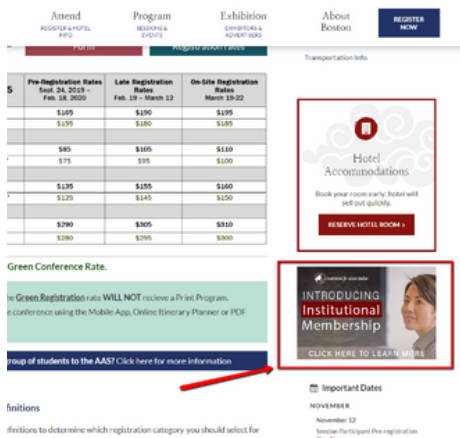 Attend
REGISTER & HOTEL
INFO
Program
SESSIONS &
EVENTS
Exhibition
EXHIBITORS &
ADVERTISERS
About
Boston
REGISTER
NOW
Form
Registration rates
Transportation Info
S
Pre-Registration Rates
Sept. 24, 2019 –
Feb. 18, 2020
Late Registration
Rates
Feb. 19 – March 12
On-Site Registration
Rates
March 19-22
$165 $190 $195
$155 $180 $185
$85 $105 $110
$75 $95 $100
$135 $155 $160
$125 $145 $150
$290 $305 $310
$280 $295 $300
Hotel
Accommodations
Book your room early; hotel will
sell out quickly.
RESERVE HOTEL ROOM ›
Green Conference Rate.
he Green Registration rate WILL NOT recieve a Print Program.
e conference using the Mobile App, Online Itinerary Planner or PDF
INTRODUCING
Institutional
Membership
CLICK HERE TO LEARN MORE
group of students to the AAS? Click here for more information
Important Dates
NOVEMBER
November 12
Session Participant Pre-registration
finitions
efinitions to determine which registration category you should select for